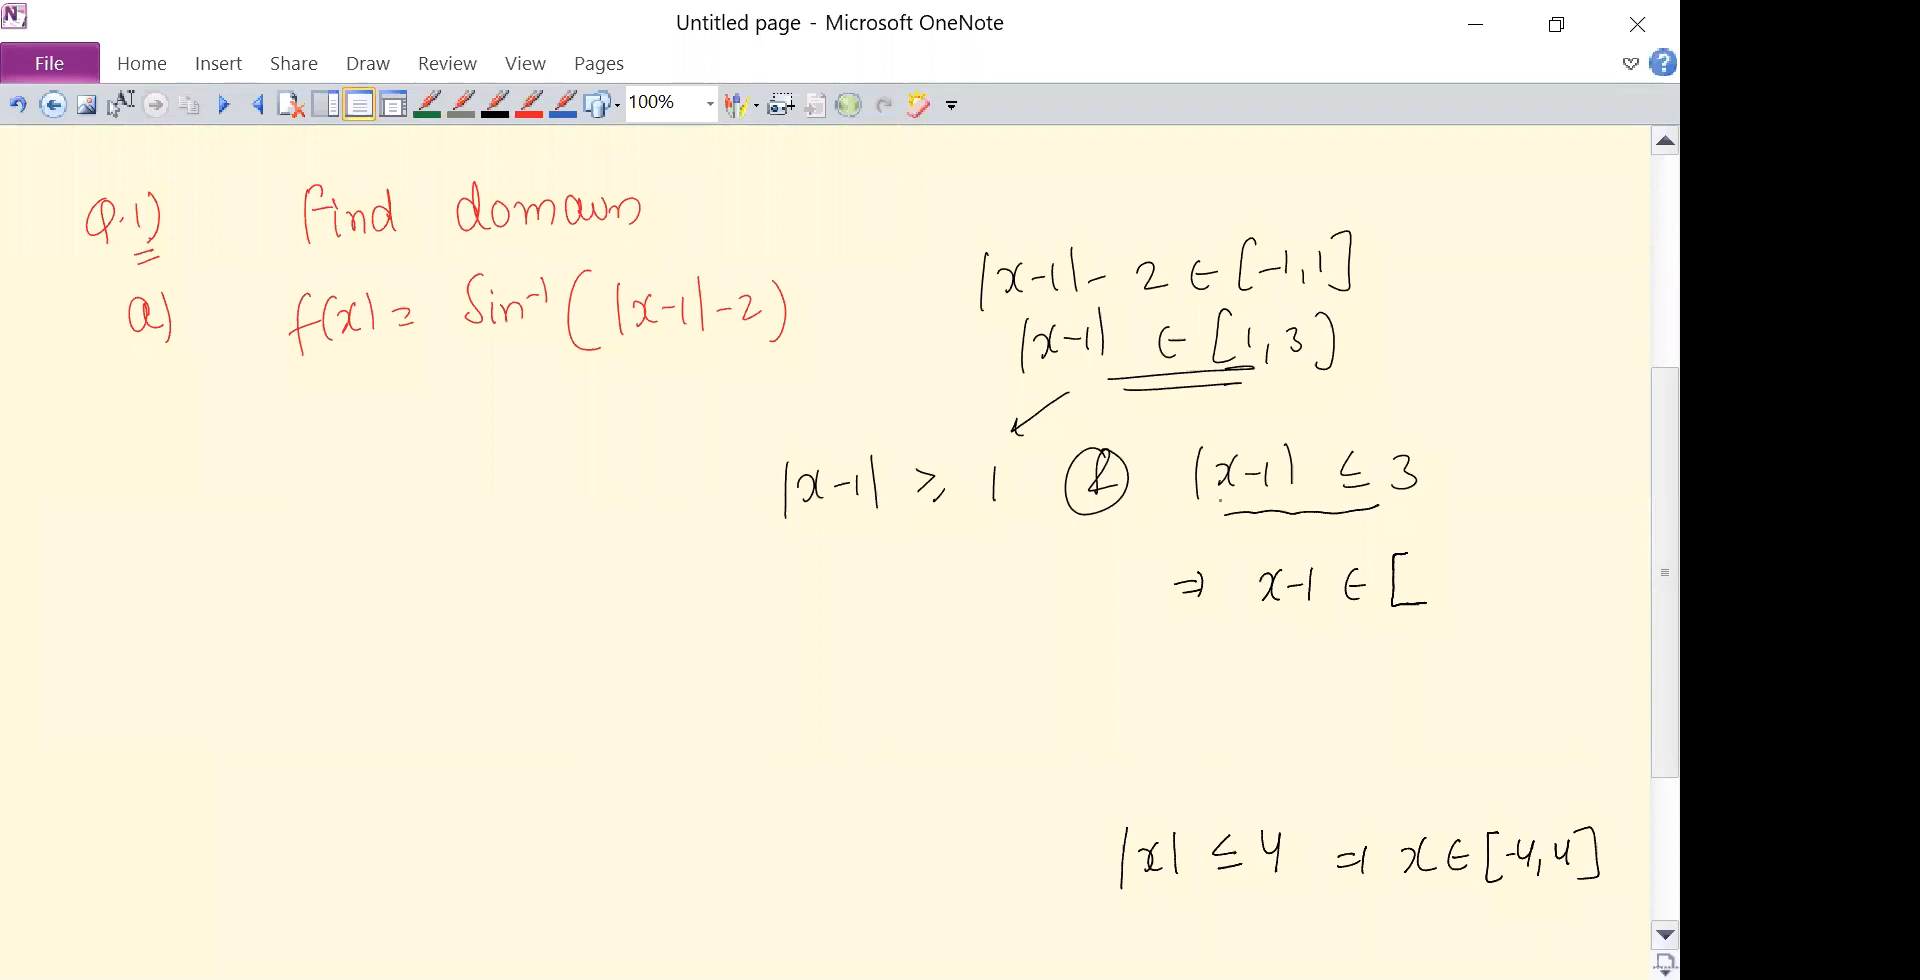 Untitled page - Microsoft OneNote
File Home Insert Share Draw Review View Pages
100%
Q.1) Find domain
a) f(x) = Sin⁻¹ ( |x-1| - 2 )
|x-1| - 2 ∈ [-1, 1]
|x-1| ∈ [1, 3]
|x-1| ≥ 1 & |x-1| ≤ 3
⇒ x-1 ∈ [
|x| ≤ 4 ⇒ x ∈ [-4, 4]